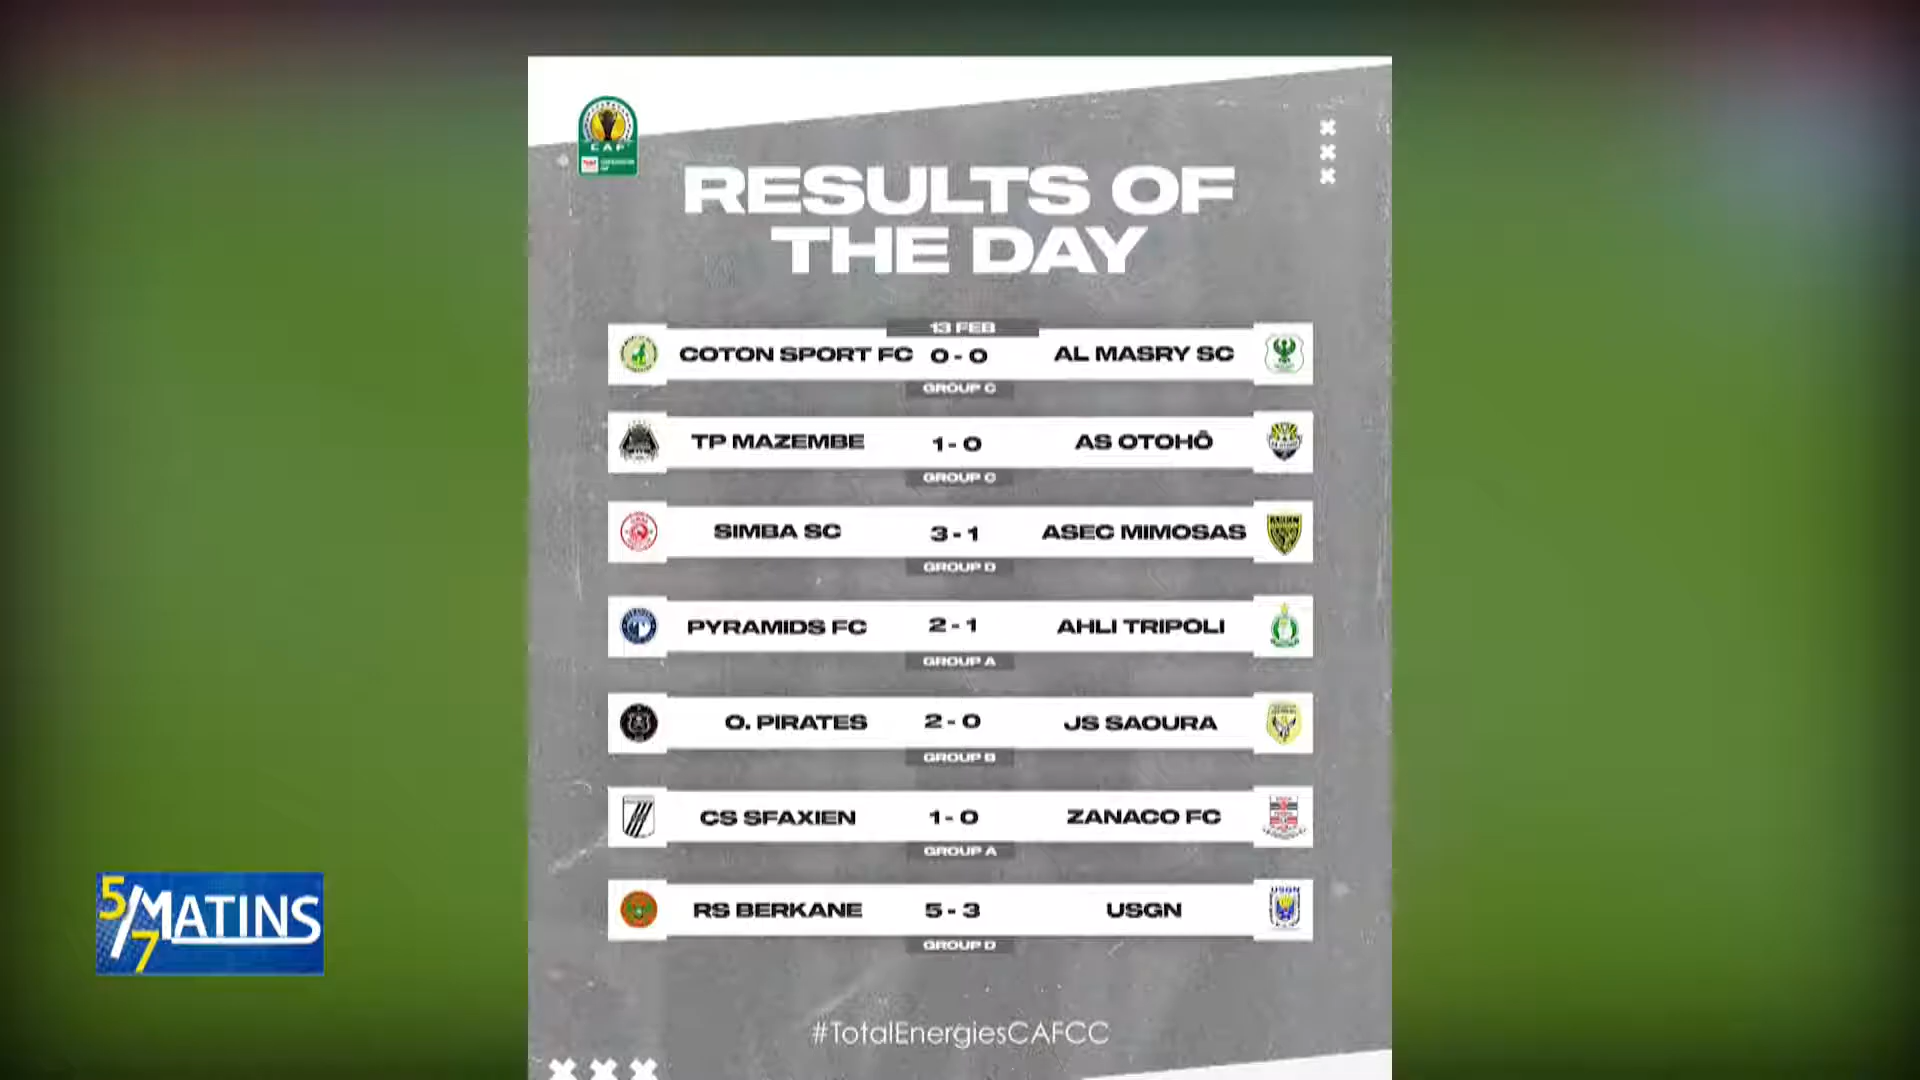 CAF
RESULTS OF
THE DAY
13 FEB
COTON SPORT FC 0 - 0 AL MASRY SC
GROUP C
TP MAZEMBE 1 - 0 AS OTOHÔ
GROUP C
SIMBA SC 3 - 1 ASEC MIMOSAS
GROUP D
PYRAMIDS FC 2 - 1 AHLI TRIPOLI
GROUP A
O. PIRATES 2 - 0 JS SAOURA
GROUP B
CS SFAXIEN 1 - 0 ZANACO FC
GROUP A
USGN
RS BERKANE 5 - 3 USGN
GROUP D
5/7 MATINS
#TotalEnergiesCAFCC